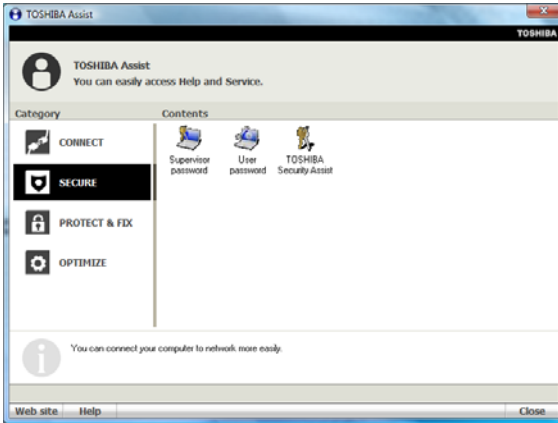 TOSHIBA Assist
TOSHIBA
TOSHIBA Assist
You can easily access Help and Service.
Category
Contents
CONNECT
SECURE
PROTECT & FIX
OPTIMIZE
Supervisor
password
User
password
TOSHIBA
Security Assist
You can connect your computer to network more easily.
Web site
Help
Close